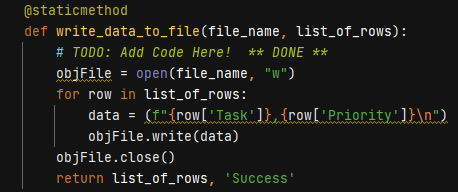 @staticmethod
def write_data_to_file(file_name, list_of_rows):
    # TODO: Add Code Here!  ** DONE **
    objFile = open(file_name, "w")
    for row in list_of_rows:
        data = (f"{row['Task']},{row['Priority']}\n")
        objFile.write(data)
    objFile.close()
    return list_of_rows, 'Success'